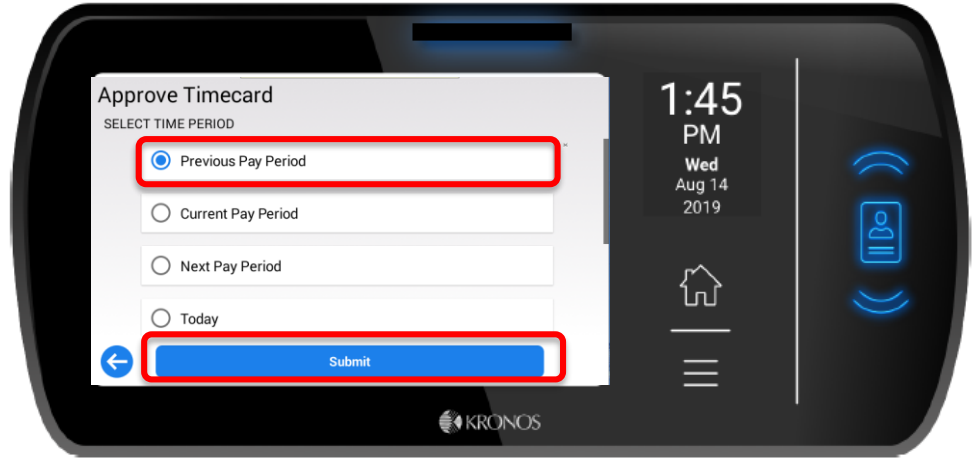 Approve Timecard
SELECT TIME PERIOD
Previous Pay Period
Current Pay Period
Next Pay Period
Today
Submit
1:45
PM
Wed
Aug 14
2019
KRONOS